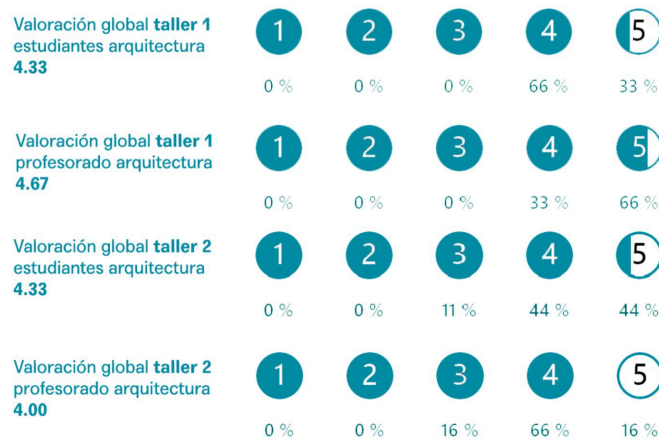 Valoración global taller 1
estudiantes arquitectura
4.33
1 2 3 4 5
0 % 0 % 0 % 66 % 33 %
Valoración global taller 1
profesorado arquitectura
4.67
1 2 3 4 5
0 % 0 % 0 % 33 % 66 %
Valoración global taller 2
estudiantes arquitectura
4.33
1 2 3 4 5
0 % 0 % 11 % 44 % 44 %
Valoración global taller 2
profesorado arquitectura
4.00
1 2 3 4 5
0 % 0 % 16 % 66 % 16 %